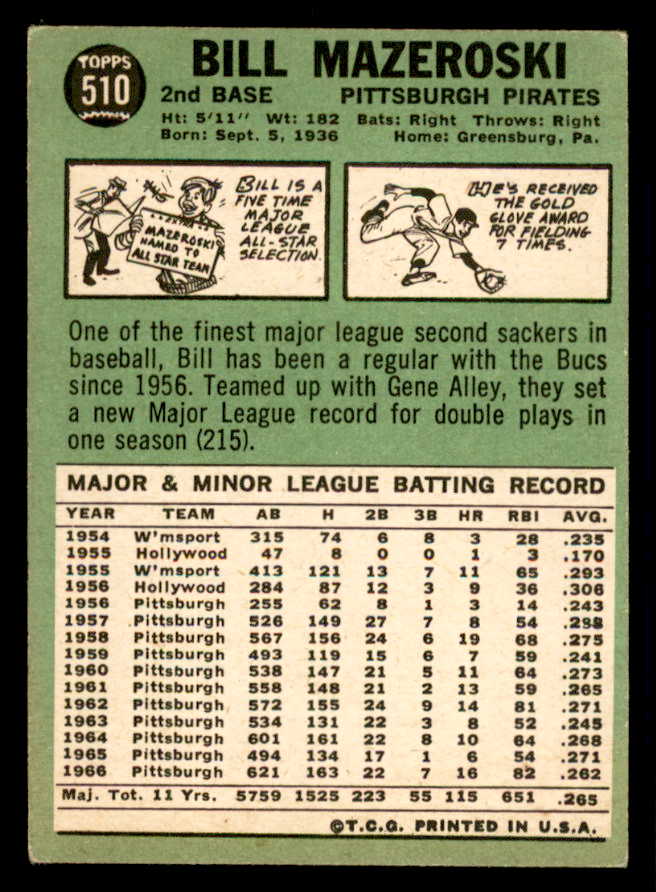 TOPPS
510
BILL MAZEROSKI
2nd BASE PITTSBURGH PIRATES
Ht: 5'11" Wt: 182 Bats: Right Throws: Right
Born: Sept. 5, 1936 Home: Greensburg, Pa.
MAZEROSKI
NAMED TO
ALL STAR TEAM
BILL IS A
FIVE TIME
MAJOR
LEAGUE
ALL-STAR
SELECTION.
HE'S RECEIVED
THE GOLD
GLOVE AWARD
FOR FIELDING
7 TIMES.
One of the finest major league second sackers in
baseball, Bill has been a regular with the Bucs
since 1956. Teamed up with Gene Alley, they set
a new Major League record for double plays in
one season (215).
MAJOR & MINOR LEAGUE BATTING RECORD
YEAR TEAM AB H 2B 3B HR RBI AVG.
1954 W'msport 315 74 6 8 3 28 .235
1955 Hollywood 47 8 0 0 1 3 .170
1955 W'msport 413 121 13 7 11 65 .293
1956 Hollywood 284 87 12 3 9 36 .306
1956 Pittsburgh 255 62 8 1 3 14 .243
1957 Pittsburgh 526 149 27 7 8 54 .283
1958 Pittsburgh 567 156 24 6 19 68 .275
1959 Pittsburgh 493 119 15 6 7 59 .241
1960 Pittsburgh 538 147 21 5 11 64 .273
1961 Pittsburgh 558 148 21 2 13 59 .265
1962 Pittsburgh 572 155 24 9 14 81 .271
1963 Pittsburgh 534 131 22 3 8 52 .245
1964 Pittsburgh 601 161 22 8 10 64 .268
1965 Pittsburgh 494 134 17 1 6 54 .271
1966 Pittsburgh 621 163 22 7 16 82 .262
Maj. Tot. 11 Yrs. 5759 1525 223 55 115 651 .265
©T.C.G. PRINTED IN U.S.A.